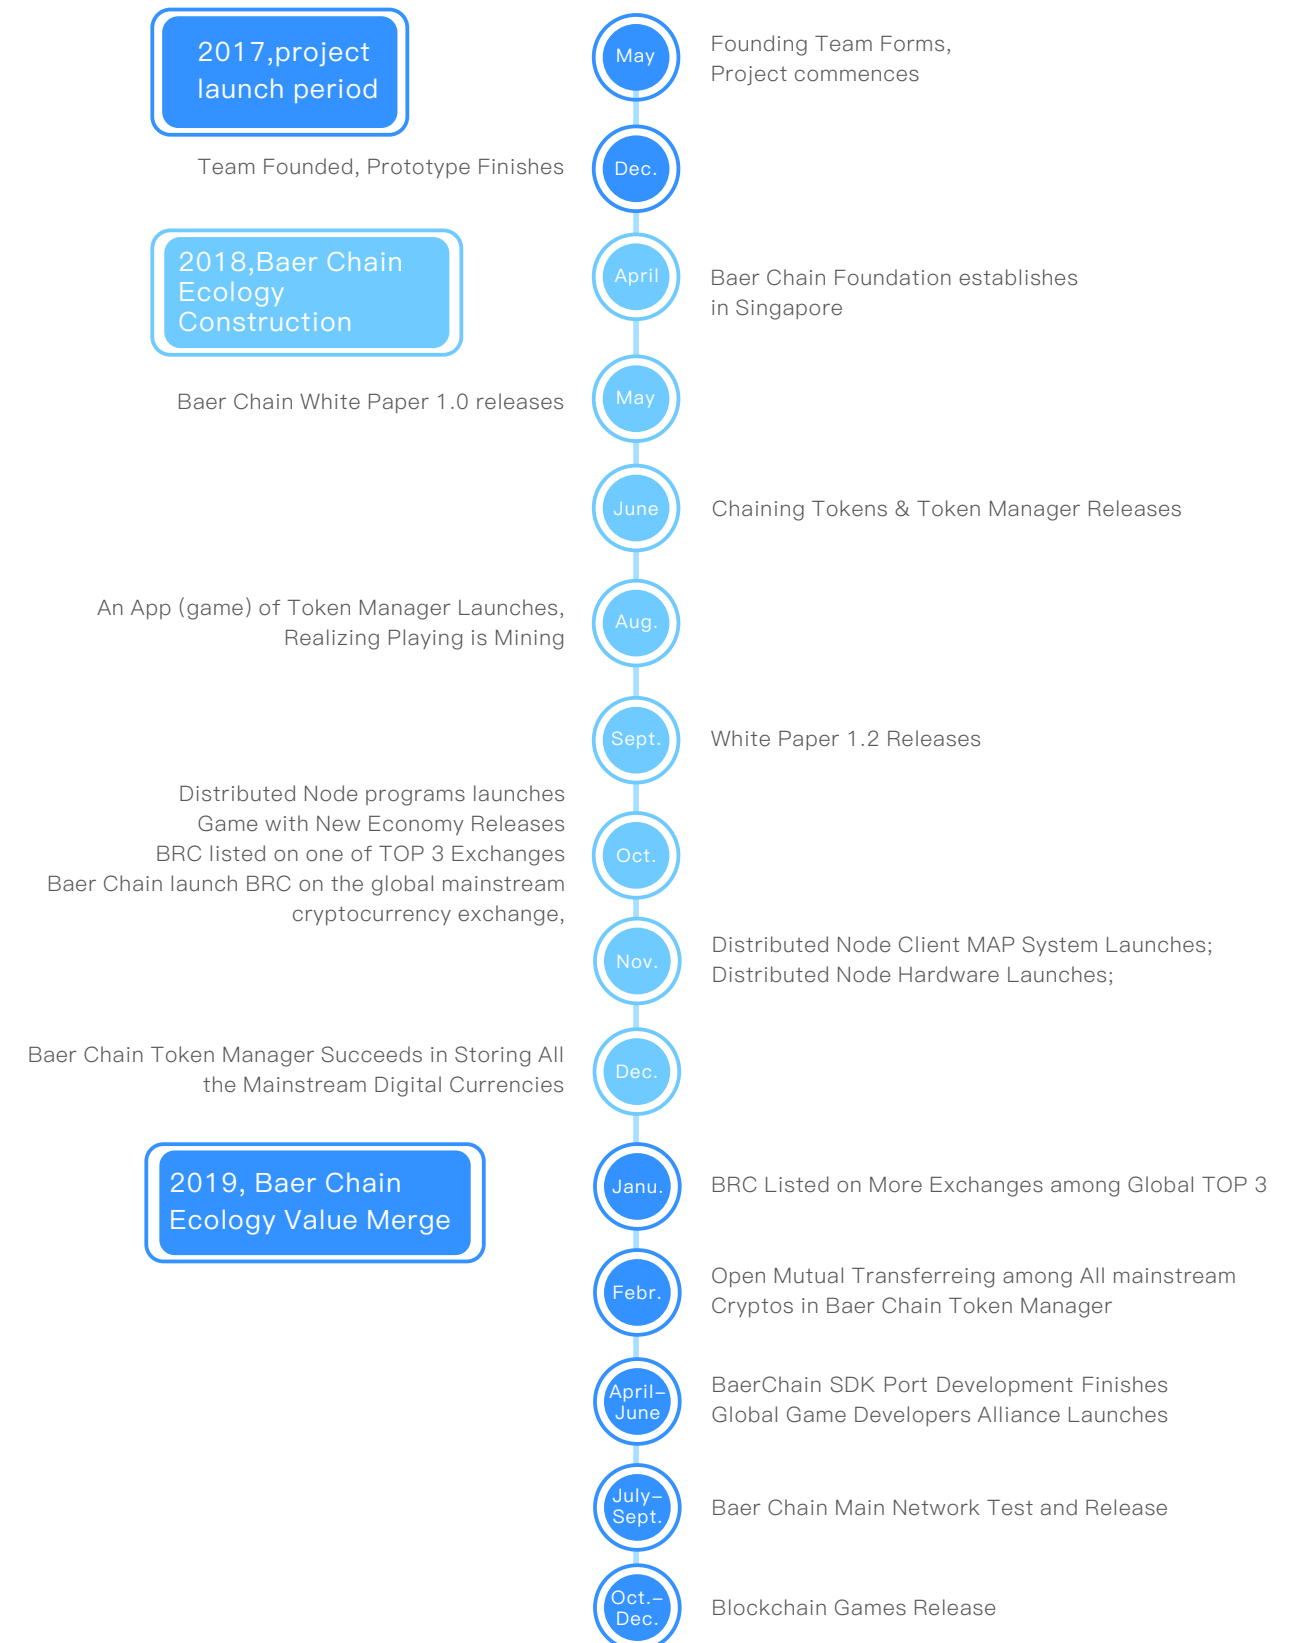 2017,project
launch period
May
Founding Team Forms,
Project commences
Team Founded, Prototype Finishes
Dec.
2018,Baer Chain
Ecology
Construction
April
Baer Chain Foundation establishes
in Singapore
Baer Chain White Paper 1.0 releases
May
June
Chaining Tokens & Token Manager Releases
An App (game) of Token Manager Launches,
Realizing Playing is Mining
Aug.
Sept.
White Paper 1.2 Releases
Distributed Node programs launches
Game with New Economy Releases
BRC listed on one of TOP 3 Exchanges
Baer Chain launch BRC on the global mainstream
cryptocurrency exchange,
Oct.
Nov.
Distributed Node Client MAP System Launches;
Distributed Node Hardware Launches;
Baer Chain Token Manager Succeeds in Storing All
the Mainstream Digital Currencies
Dec.
2019, Baer Chain
Ecology Value Merge
Janu.
BRC Listed on More Exchanges among Global TOP 3
Febr.
Open Mutual Transferreing among All mainstream
Cryptos in Baer Chain Token Manager
April–
June
BaerChain SDK Port Development Finishes
Global Game Developers Alliance Launches
July–
Sept.
Baer Chain Main Network Test and Release
Oct.–
Dec.
Blockchain Games Release